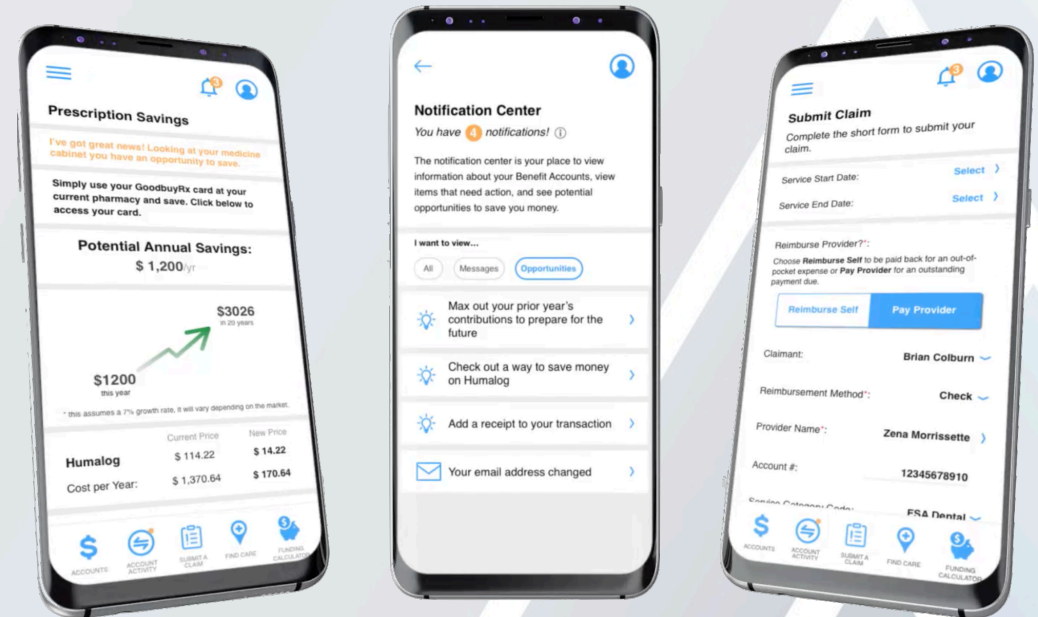 3
Prescription Savings
I've got great news! Looking at your medicine
cabinet you have an opportunity to save.
Simply use your GoodbuyRx card at your
current pharmacy and save. Click below to
access your card.
Potential Annual Savings:
$ 1,200/yr
$3026
in 20 years
$1200
this year
* this assumes a 7% growth rate, it will vary depending on the market.
Current Price New Price
Humalog $ 114.22 $ 14.22
Cost per Year: $ 1,370.64 $ 170.64
ACCOUNTS
ACCOUNT
ACTIVITY
SUBMIT A
CLAIM
FIND CARE
FUNDING
CALCULATOR
Notification Center
You have 4 notifications! i
The notification center is your place to view
information about your Benefit Accounts, view
items that need action, and see potential
opportunities to save you money.
I want to view...
All Messages Opportunities
Max out your prior year's
contributions to prepare for the
future
Check out a way to save money
on Humalog
Add a receipt to your transaction
Your email address changed
3
Submit Claim
Complete the short form to submit your
claim.
Service Start Date: Select
Service End Date: Select
Reimburse Provider?*:
Choose Reimburse Self to be paid back for an out-of-
pocket expense or Pay Provider for an outstanding
payment due.
Reimburse Self Pay Provider
Claimant: Brian Colburn
Reimbursement Method*: Check
Provider Name*: Zena Morrissette
Account #: 12345678910
Service Category Code: FSA Dental
ACCOUNTS
ACCOUNT
ACTIVITY
SUBMIT A
CLAIM
FIND CARE
FUNDING
CALCULATOR